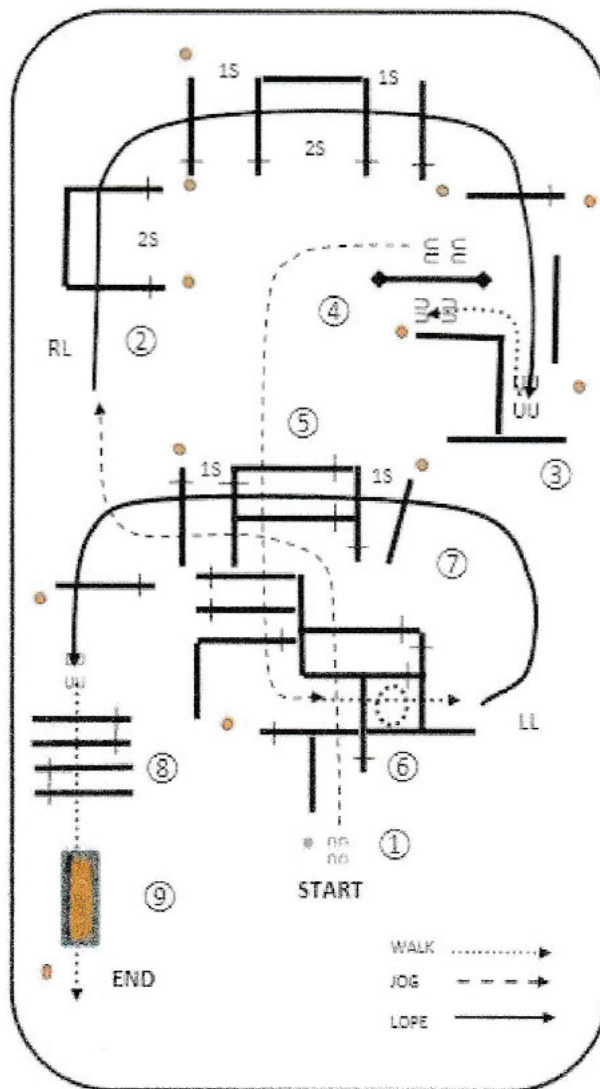 1S 1S
2S
2S
④
② RL
⑤
③
1S 1S
⑦
LL
⑧ ⑥
①
START
⑨
WALK
END JOG
LOPE